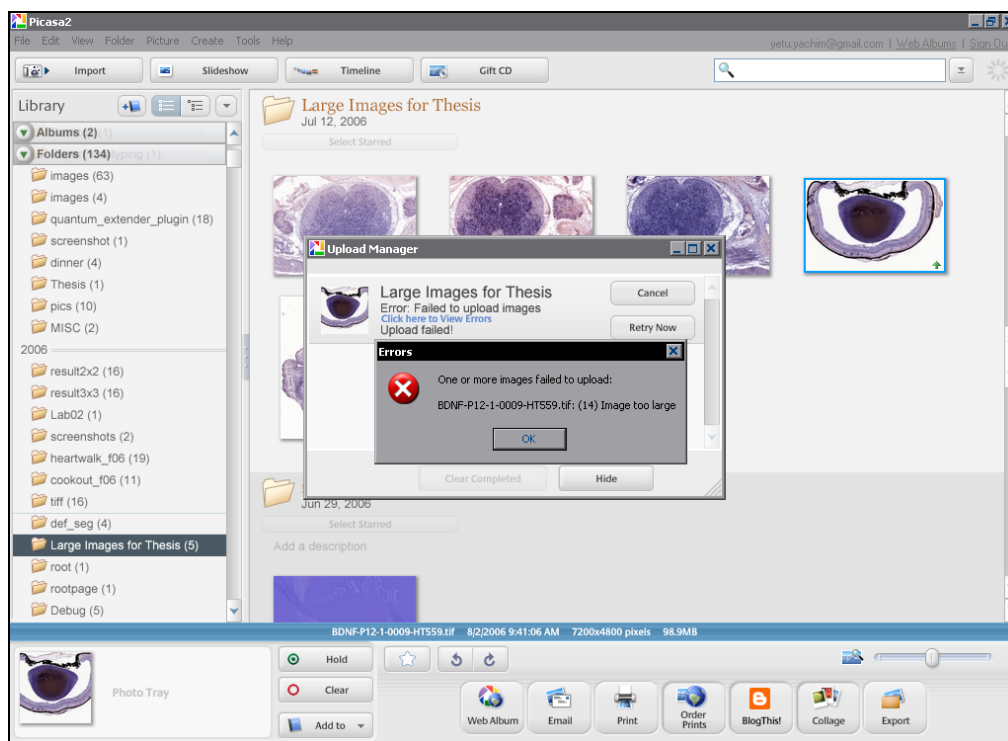 Picasa2
File Edit View Folder Picture Create Tools Help
yetu.yachim@gmail.com | Web Albums | Sign Ou
Import
Slideshow
Timeline
Gift CD
Library
Large Images for Thesis
Jul 12, 2006
Select Starred
Albums (2)
Folders (134)
images (63)
images (4)
quantum_extender_plugin (18)
screenshot (1)
dinner (4)
Thesis (1)
pics (10)
MISC (2)
2006
result2x2 (16)
result3x3 (16)
Lab02 (1)
screenshots (2)
heartwalk_f06 (19)
cookout_f06 (11)
tiff (16)
def_seg (4)
Large Images for Thesis (5)
root (1)
rootpage (1)
Debug (5)
Upload Manager
Large Images for Thesis
Error: Failed to upload images
Click here to View Errors
Upload failed!
Cancel
Retry Now
Errors
One or more images failed to upload:
BDNF-P12-1-0009-HT559.tif: (14) Image too large
OK
Clear Completed
Hide
Jun 29, 2006
Select Starred
Add a description
BDNF-P12-1-0009-HT559.tif 8/2/2006 9:41:06 AM 7200x4800 pixels 98.9MB
Photo Tray
Hold
Clear
Add to
Web Album
Email
Print
Order Prints
BlogThis!
Collage
Export